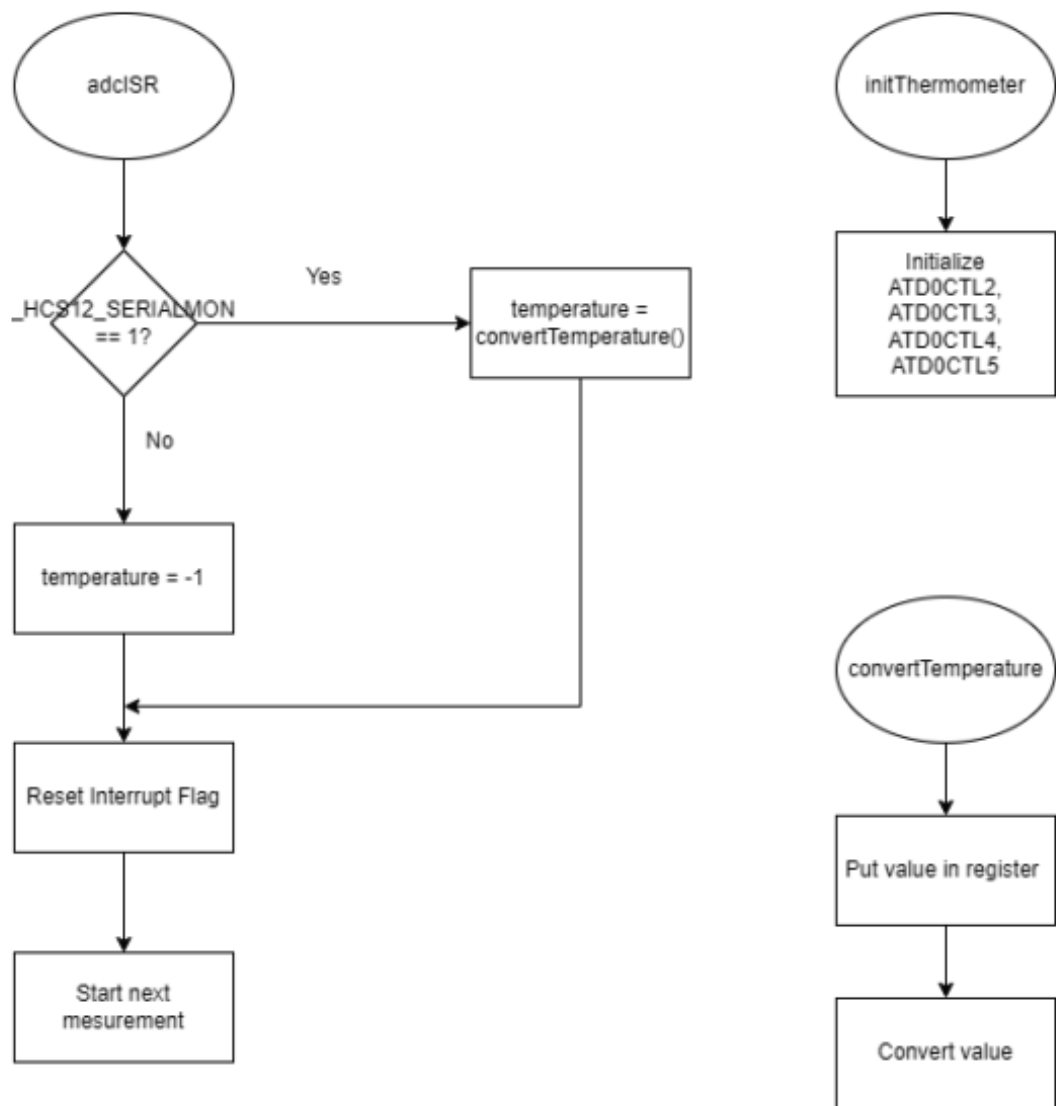 adcISR
_HCS12_SERIALMON
== 1?
Yes
temperature =
convertTemperature()
No
temperature = -1
Reset Interrupt Flag
Start next
mesurement
initThermometer
Initialize
ATD0CTL2,
ATD0CTL3,
ATD0CTL4,
ATD0CTL5
convertTemperature
Put value in register
Convert value